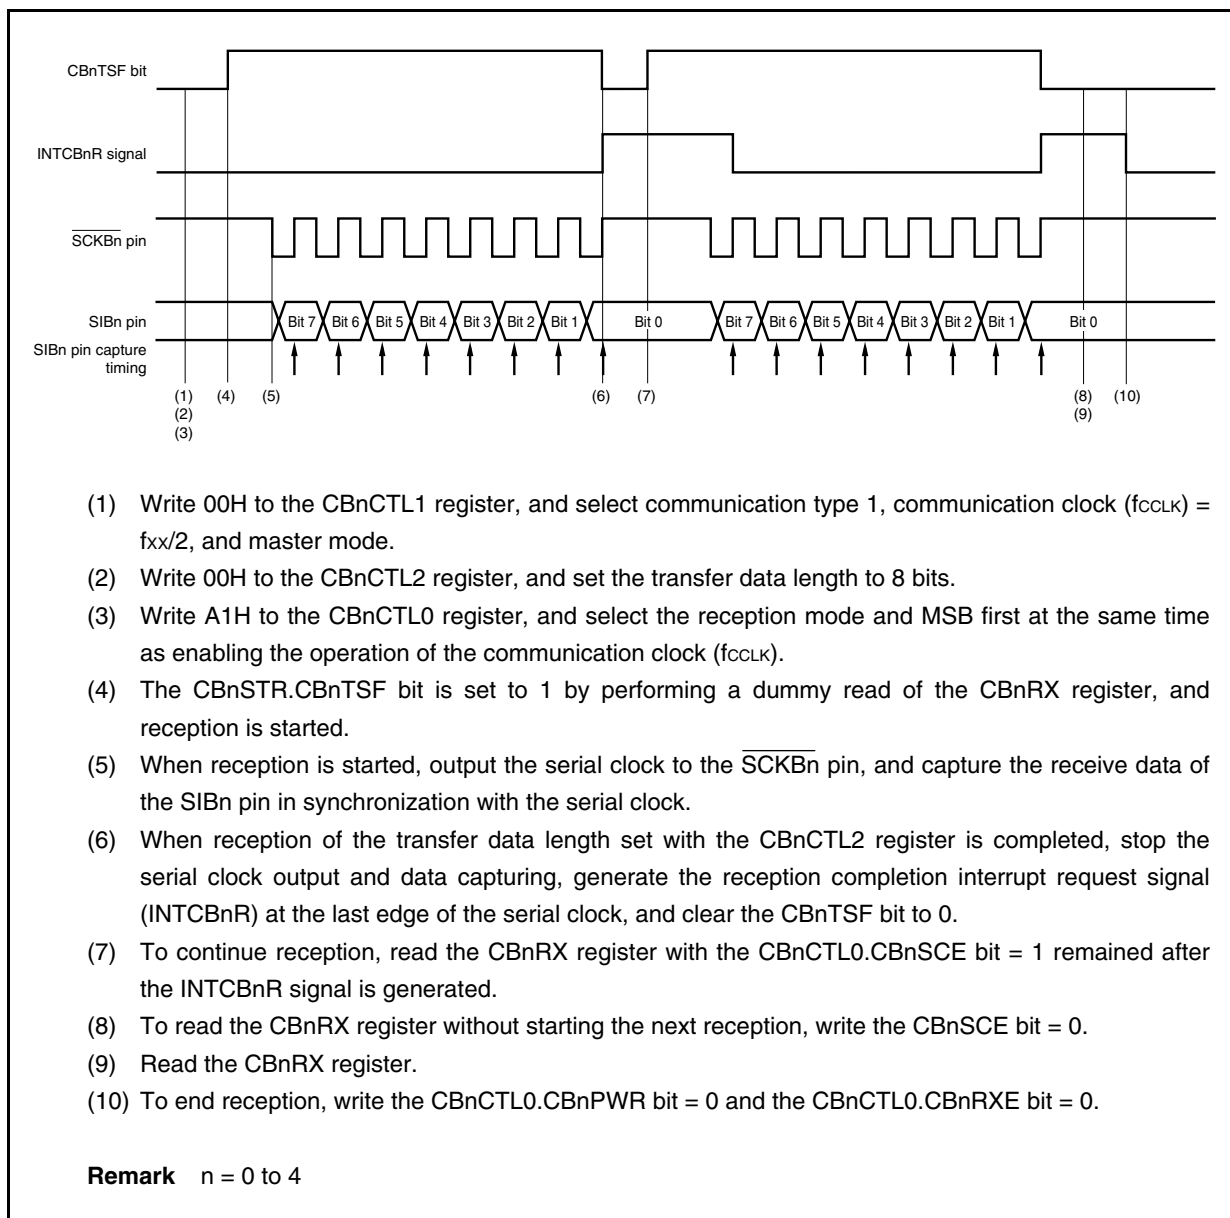 CBnTSF bit
INTCBnR signal
SCKBn pin
SIBn pin
Bit 7 Bit 6 Bit 5 Bit 4 Bit 3 Bit 2 Bit 1 Bit 0 Bit 7 Bit 6 Bit 5 Bit 4 Bit 3 Bit 2 Bit 1 Bit 0
SIBn pin capture
timing
(1) (4) (5) (6) (7) (8) (10)
(2) (9)
(3)
(1) Write 00H to the CBnCTL1 register, and select communication type 1, communication clock (fCCLK) =
fxx/2, and master mode.
(2) Write 00H to the CBnCTL2 register, and set the transfer data length to 8 bits.
(3) Write A1H to the CBnCTL0 register, and select the reception mode and MSB first at the same time
as enabling the operation of the communication clock (fCCLK).
(4) The CBnSTR.CBnTSF bit is set to 1 by performing a dummy read of the CBnRX register, and
reception is started.
(5) When reception is started, output the serial clock to the SCKBn pin, and capture the receive data of
the SIBn pin in synchronization with the serial clock.
(6) When reception of the transfer data length set with the CBnCTL2 register is completed, stop the
serial clock output and data capturing, generate the reception completion interrupt request signal
(INTCBnR) at the last edge of the serial clock, and clear the CBnTSF bit to 0.
(7) To continue reception, read the CBnRX register with the CBnCTL0.CBnSCE bit = 1 remained after
the INTCBnR signal is generated.
(8) To read the CBnRX register without starting the next reception, write the CBnSCE bit = 0.
(9) Read the CBnRX register.
(10) To end reception, write the CBnCTL0.CBnPWR bit = 0 and the CBnCTL0.CBnRXE bit = 0.
Remark n = 0 to 4